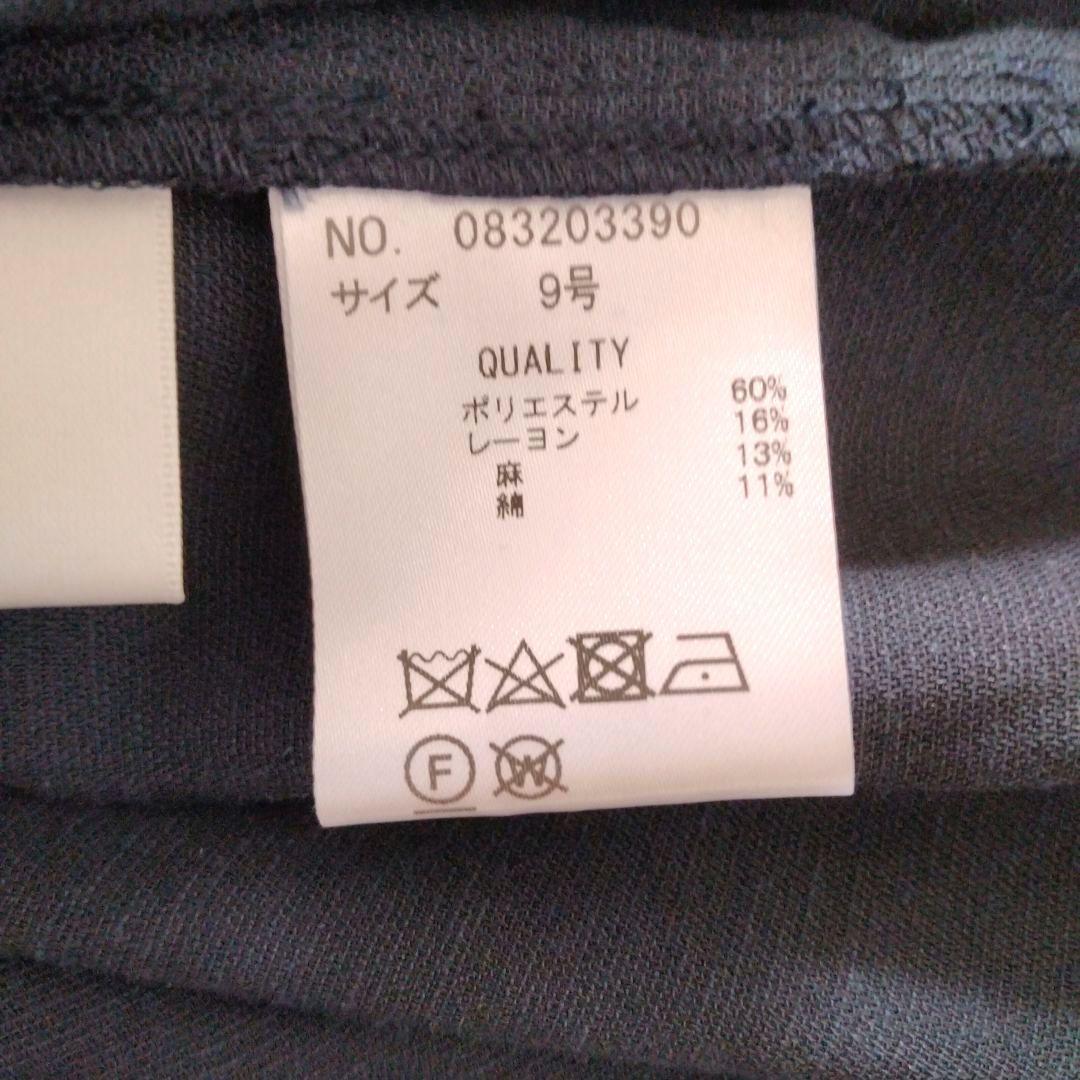 NO. 083203390
サイズ 9号
QUALITY
ポリエステル 60%
レーヨン 16%
麻 13%
綿 11%
F W